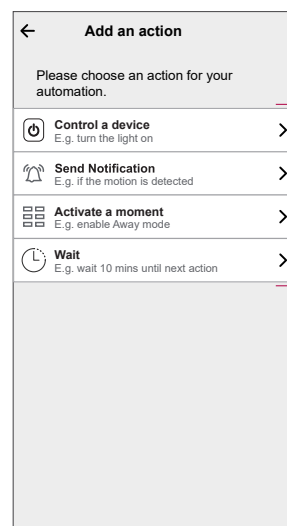 Add an action
Please choose an action for your
automation.
Control a device
E.g. turn the light on
Send Notification
E.g. if the motion is detected
Activate a moment
E.g. enable Away mode
Wait
E.g. wait 10 mins until next action